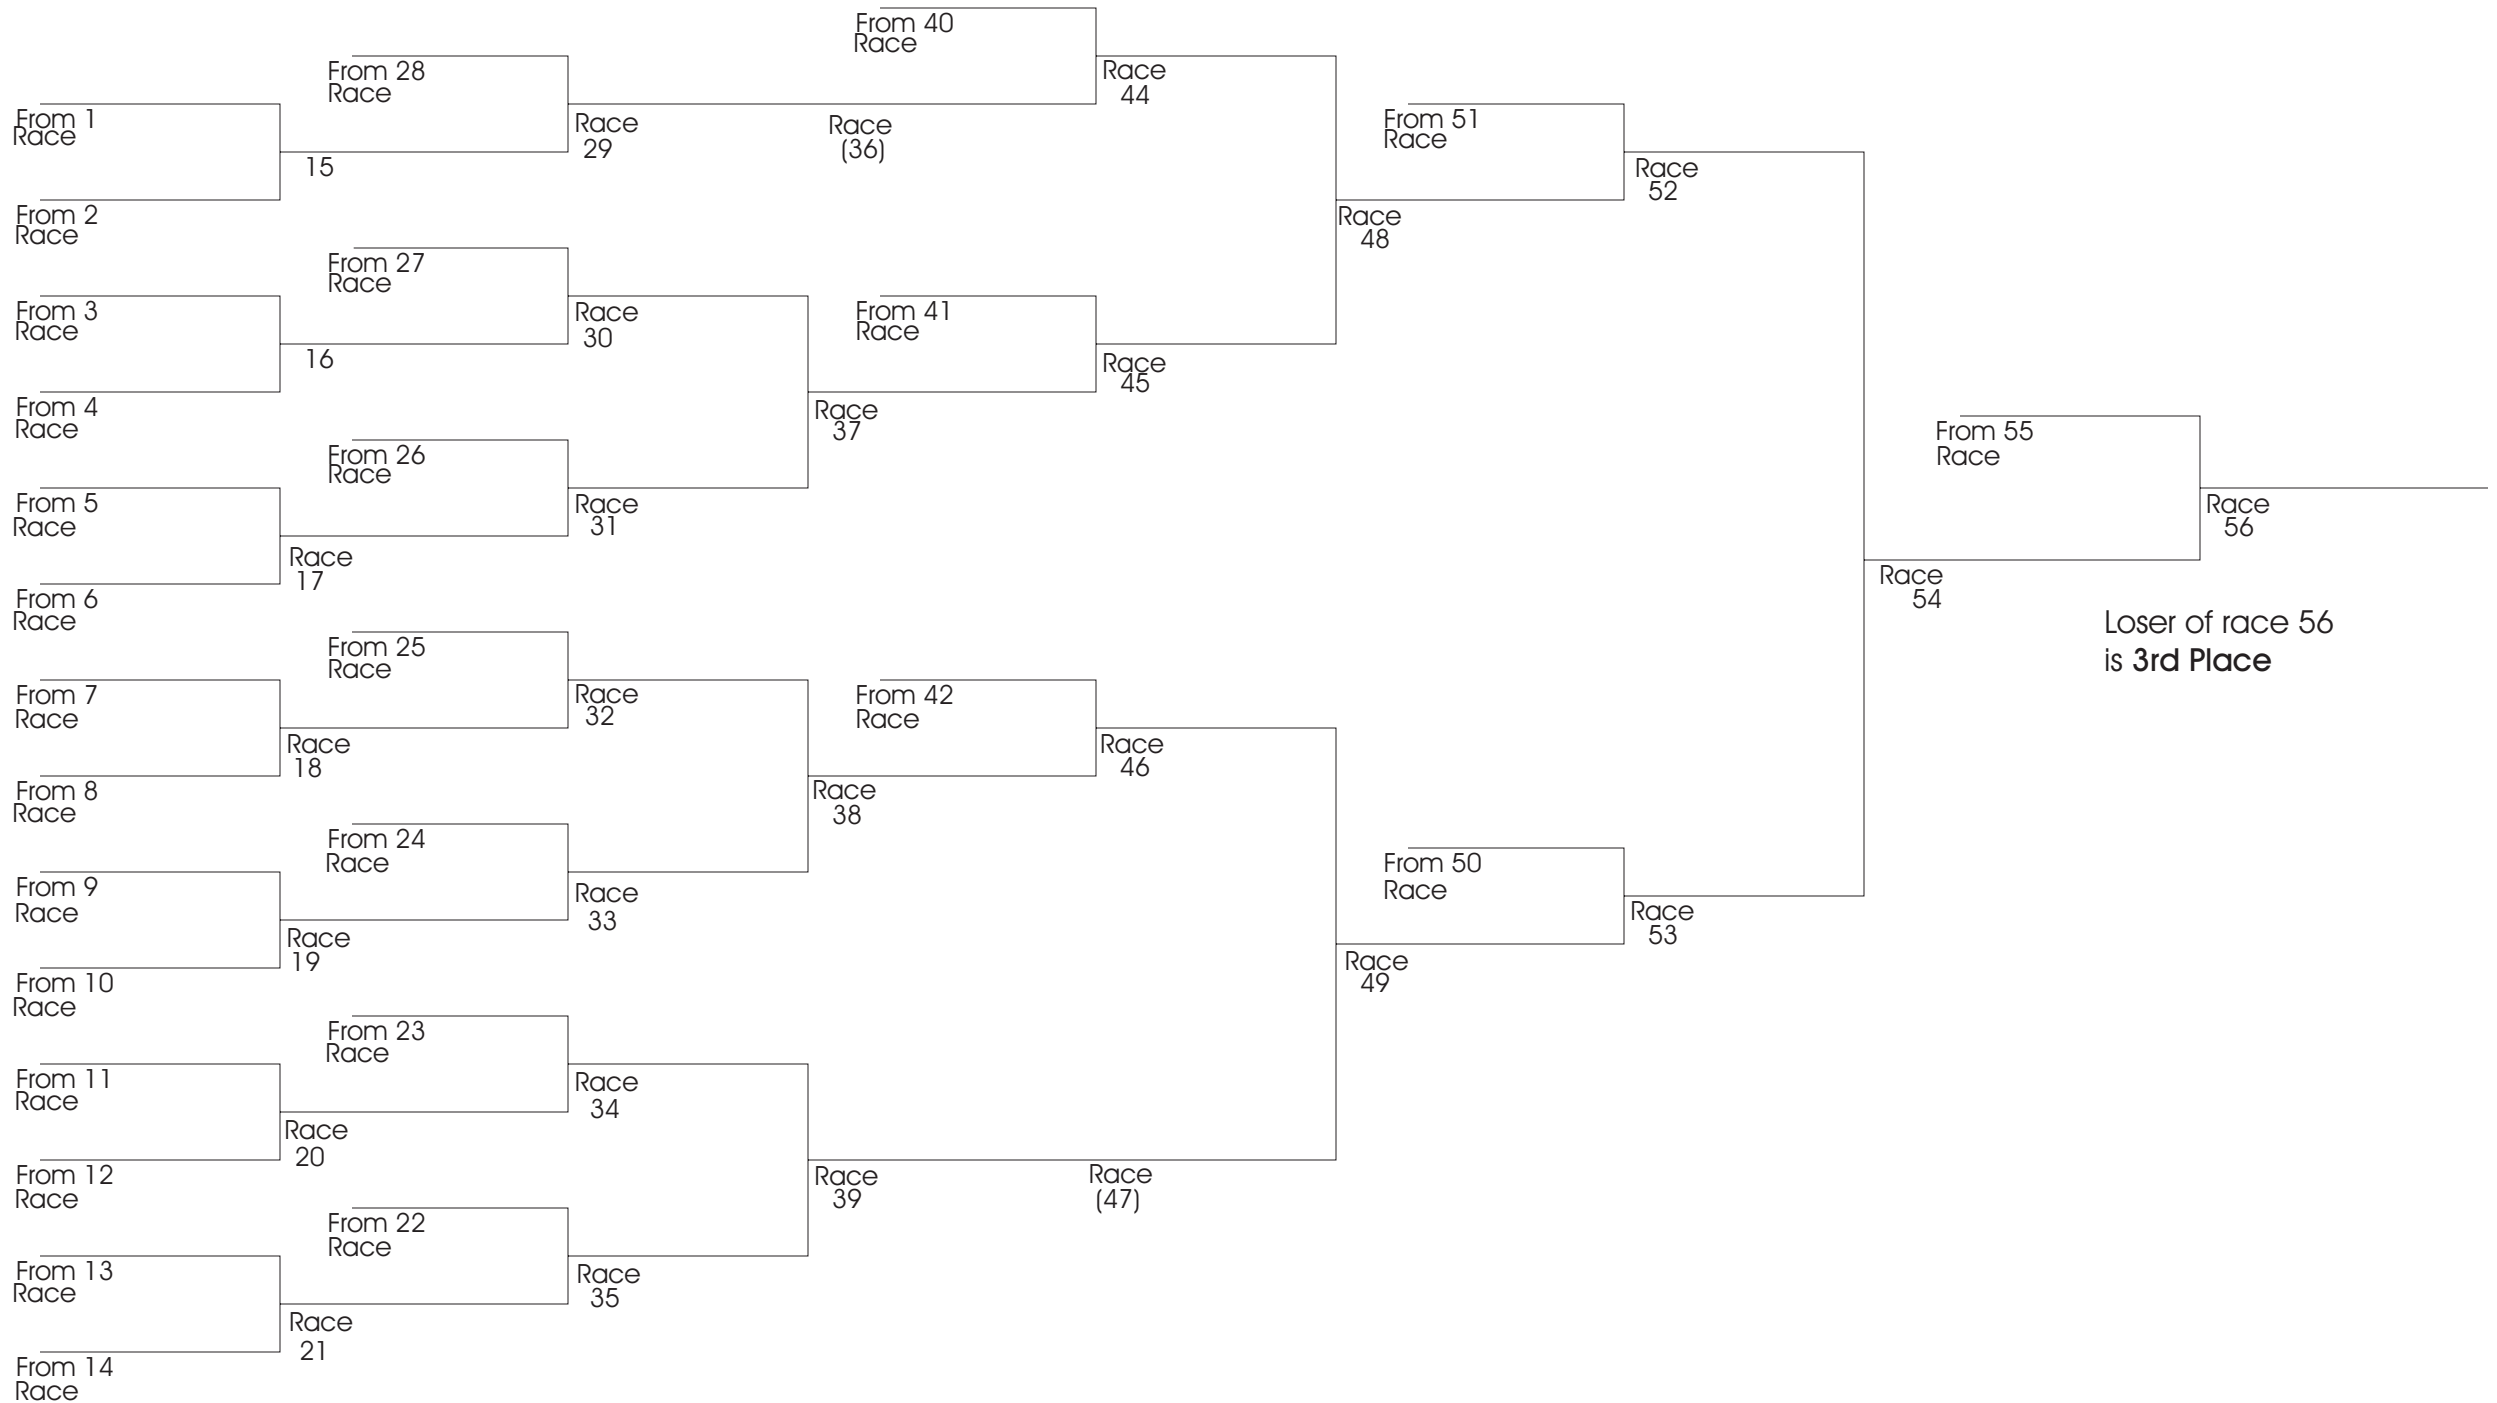 From 1
Race
From 2
Race
From 3
Race
From 4
Race
From 5
Race
From 6
Race
From 7
Race
From 8
Race
From 9
Race
From 10
Race
From 11
Race
From 12
Race
From 13
Race
From 14
Race
15
16
Race
17
Race
18
Race
19
Race
20
Race
21
From 28
Race
From 27
Race
From 26
Race
From 25
Race
From 24
Race
From 23
Race
From 22
Race
Race
29
Race
30
Race
31
Race
32
Race
33
Race
34
Race
35
Race
(36)
Race
37
Race
38
Race
39
From 40
Race
From 41
Race
From 42
Race
Race
44
Race
45
Race
46
Race
(47)
Race
48
Race
49
From 51
Race
From 50
Race
Race
52
Race
53
Race
54
From 55
Race
Race
56
Loser of race 56
is 3rd Place